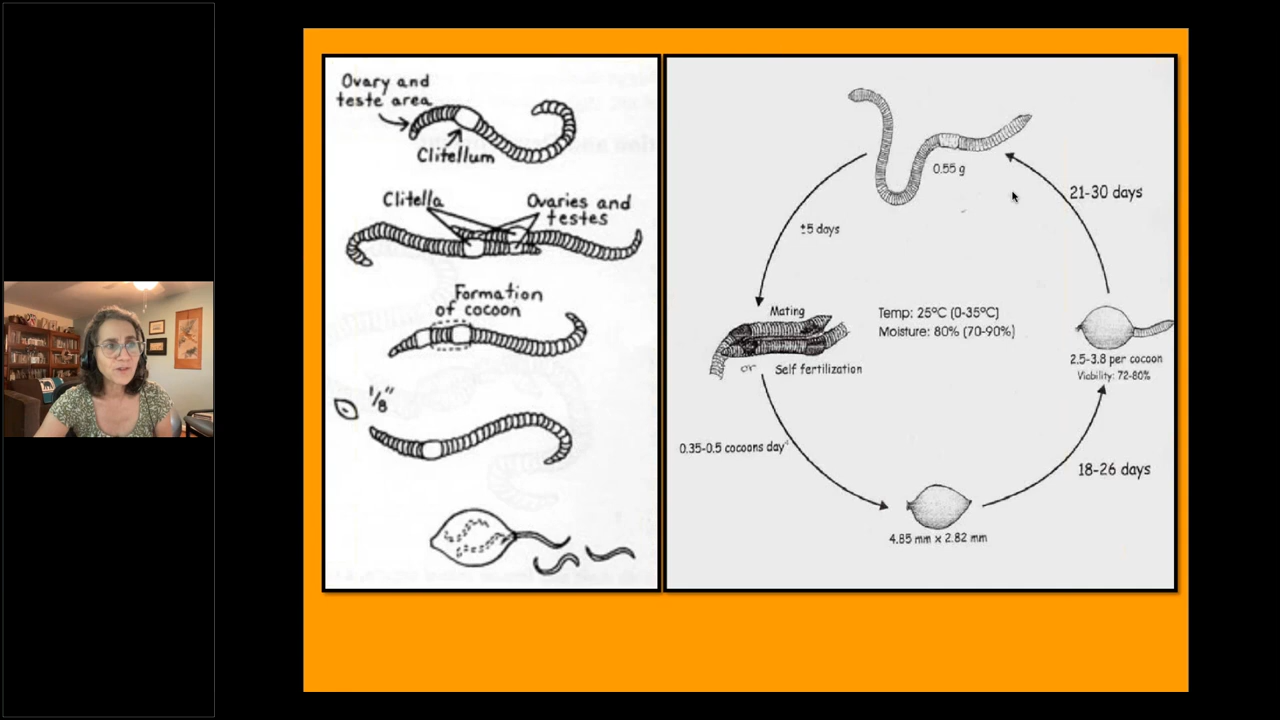 Ovary and
teste area
Clitellum
Clitella
Ovaries and
testes
Formation
of cocoon
1/8"
0.55 g
21-30 days
±5 days
Mating
Temp: 25°C (0-35°C)
Moisture: 80% (70-90%)
or Self fertilization
2.5-3.8 per cocoon
Viability: 72-80%
0.35-0.5 cocoons day
18-26 days
4.85 mm x 2.82 mm